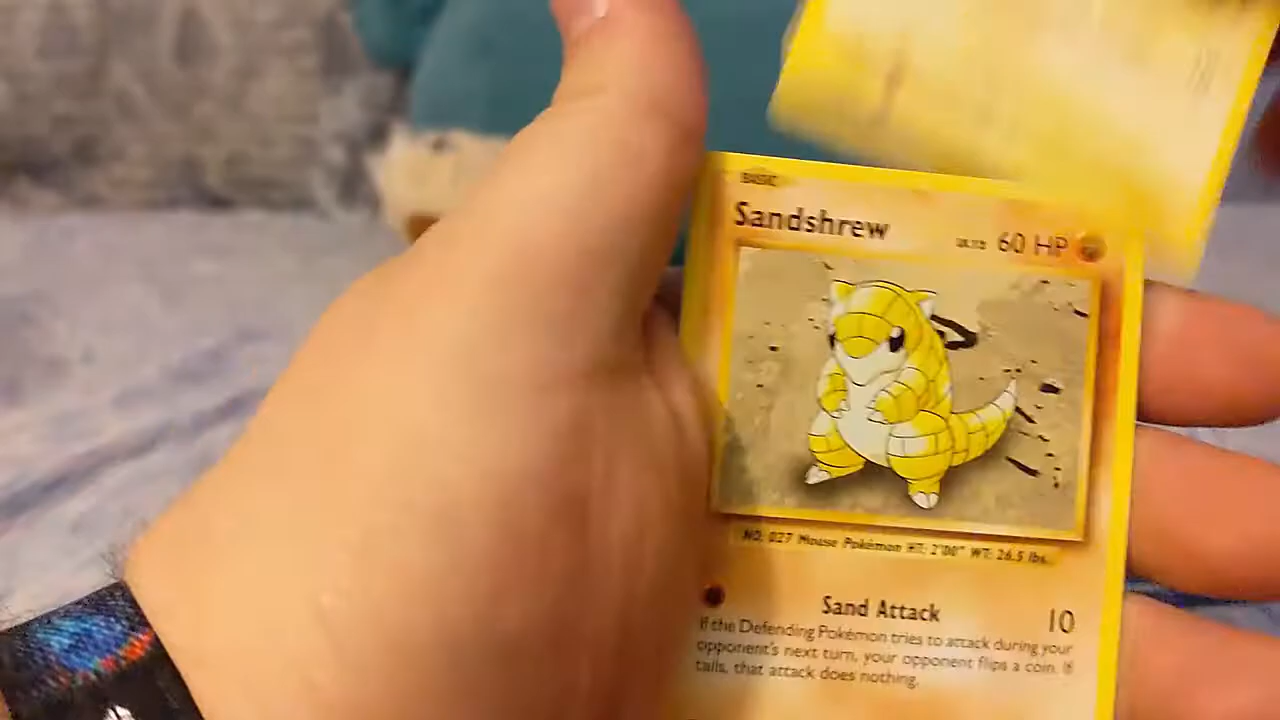 BASIC
Sandshrew
60 HP
NO. 027 Mouse Pokémon HT: 2'00" WT: 26.5 lbs.
Sand Attack 10
If the Defending Pokémon tries to attack during your
opponent's next turn, your opponent flips a coin. If
tails, that attack does nothing.